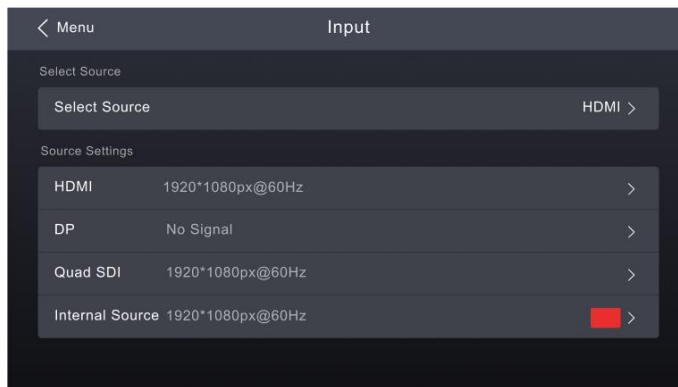 Menu
Input
Select Source
Select Source HDMI
Source Settings
HDMI 1920*1080px@60Hz
DP No Signal
Quad SDI 1920*1080px@60Hz
Internal Source 1920*1080px@60Hz